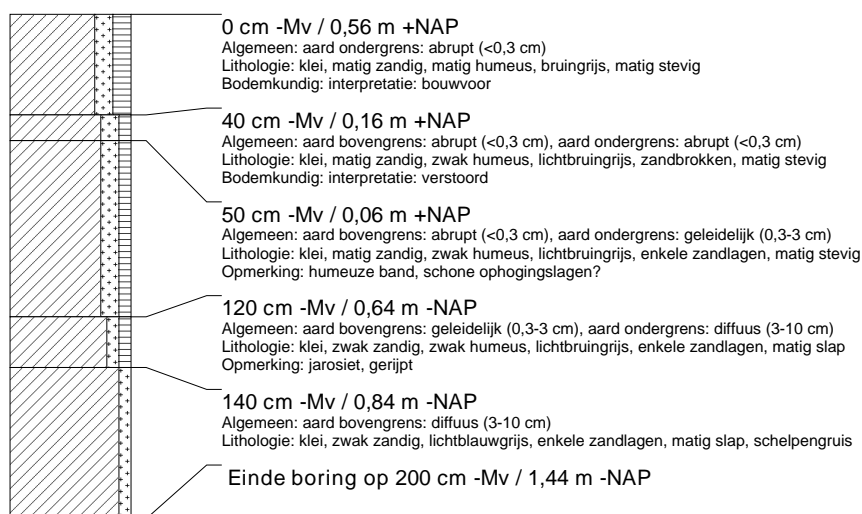 0 cm -Mv / 0,56 m +NAP
Algemeen: aard ondergrens: abrupt (<0,3 cm)
Lithologie: klei, matig zandig, matig humeus, bruingrijs, matig stevig
Bodemkundig: interpretatie: bouwvoor
40 cm -Mv / 0,16 m +NAP
Algemeen: aard bovengrens: abrupt (<0,3 cm), aard ondergrens: abrupt (<0,3 cm)
Lithologie: klei, matig zandig, zwak humeus, lichtbruingrijs, zandbrokken, matig stevig
Bodemkundig: interpretatie: verstoord
50 cm -Mv / 0,06 m +NAP
Algemeen: aard bovengrens: abrupt (<0,3 cm), aard ondergrens: geleidelijk (0,3-3 cm)
Lithologie: klei, matig zandig, zwak humeus, lichtbruingrijs, enkele zandlagen, matig stevig
Opmerking: humeuze band, schone ophogingslagen?
120 cm -Mv / 0,64 m -NAP
Algemeen: aard bovengrens: geleidelijk (0,3-3 cm), aard ondergrens: diffuus (3-10 cm)
Lithologie: klei, zwak zandig, zwak humeus, lichtbruingrijs, enkele zandlagen, matig slap
Opmerking: jarosiet, gerijpt
140 cm -Mv / 0,84 m -NAP
Algemeen: aard bovengrens: diffuus (3-10 cm)
Lithologie: klei, zwak zandig, lichtblauwgrijs, enkele zandlagen, matig slap, schelpengruis
Einde boring op 200 cm -Mv / 1,44 m -NAP